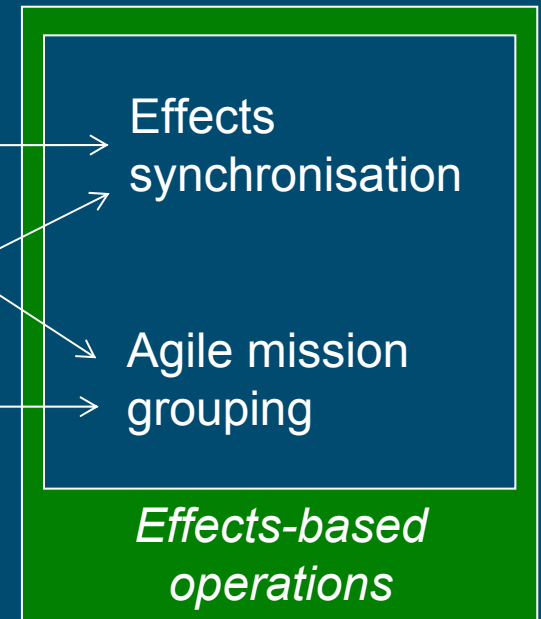 Effects
synchronisation
Agile mission
grouping
Effects-based
operations